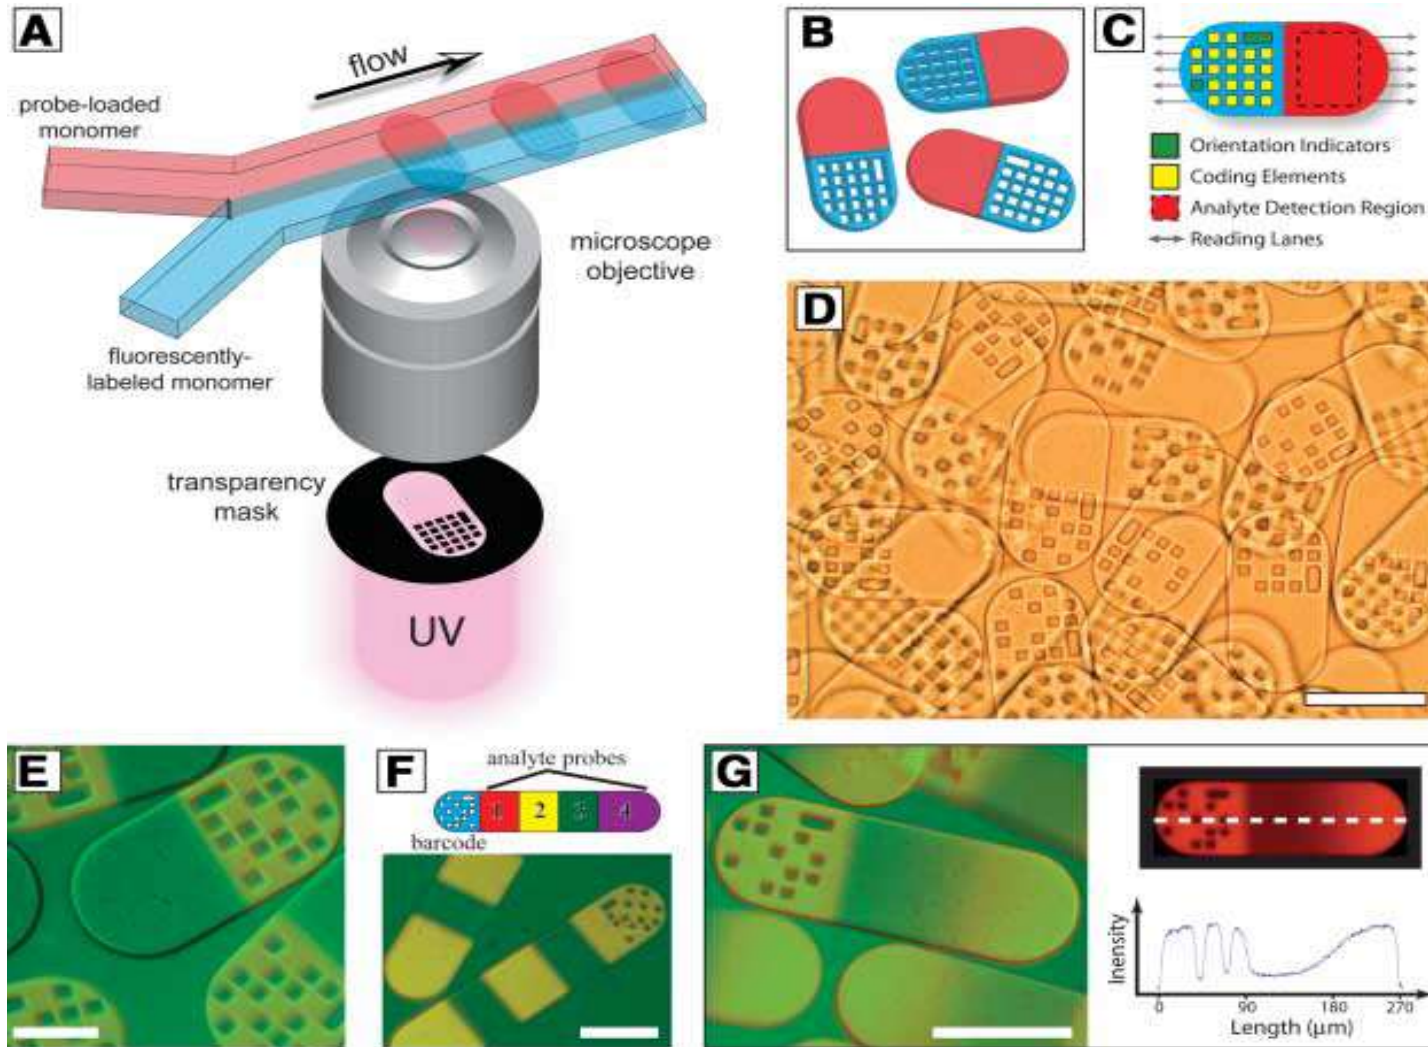 A
flow
probe-loaded
monomer
fluorescently-
labeled monomer
microscope
objective
transparency
mask
UV
B
C
Orientation Indicators
Coding Elements
Analyte Detection Region
Reading Lanes
D
E
F
analyte probes
1 2 3 4
barcode
G
Inensity
0 90 180 270
Length (µm)